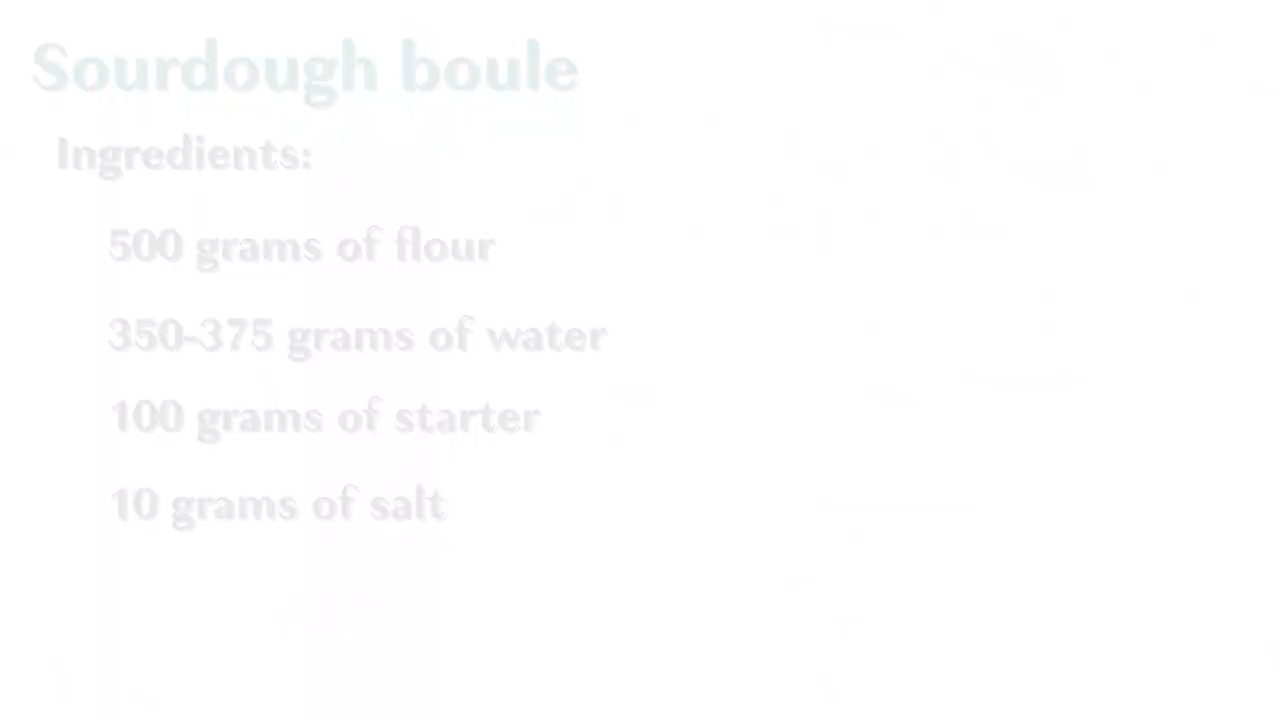 Sourdough boule
Ingredients:
500 grams of flour
350-375 grams of water
100 grams of starter
10 grams of salt